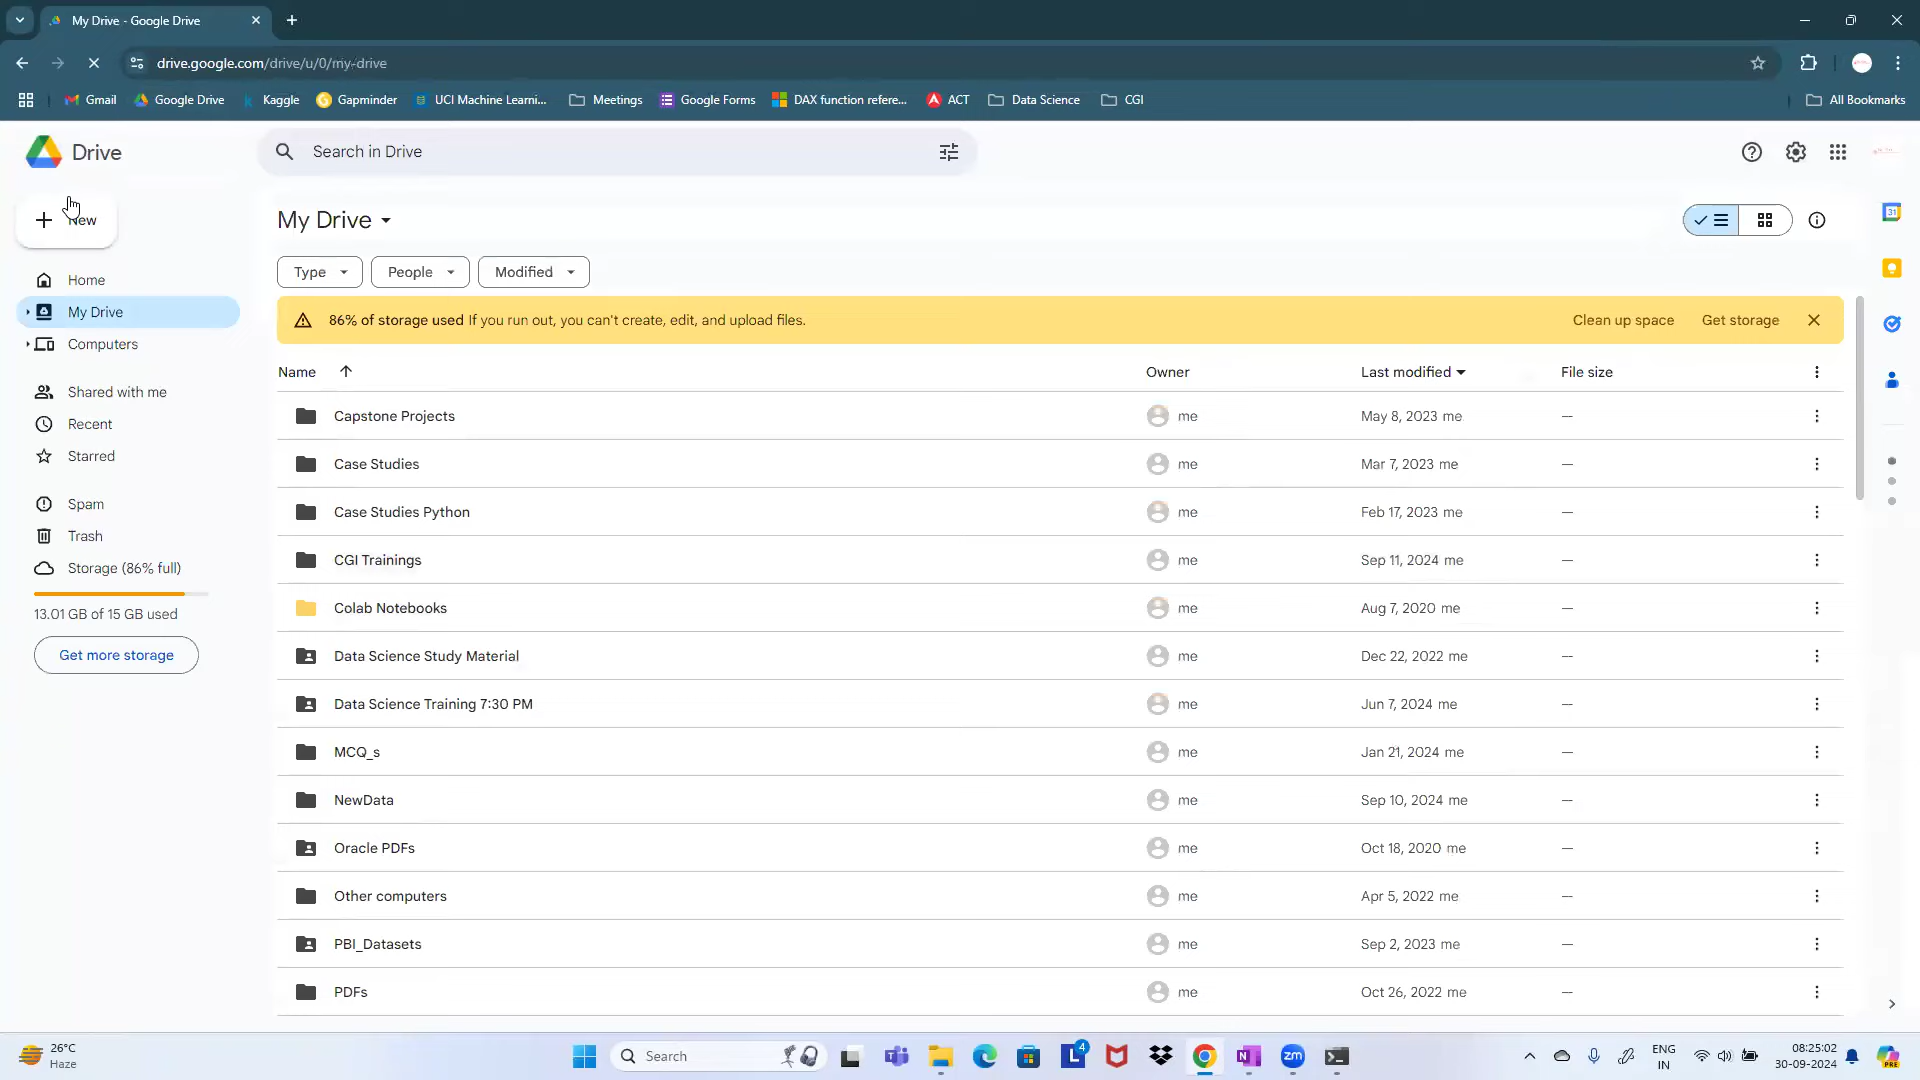 My Drive - Google Drive
drive.google.com/drive/u/0/my-drive
Gmail
Google Drive
Kaggle
Gapminder
UCI Machine Learni...
Meetings
Google Forms
DAX function refere...
ACT
Data Science
CGI
All Bookmarks
Drive
Search in Drive
New
My Drive
Type
People
Modified
Home
My Drive
Computers
Shared with me
Recent
Starred
Spam
Trash
Storage (86% full)
13.01 GB of 15 GB used
Get more storage
86% of storage used If you run out, you can't create, edit, and upload files.
Clean up space
Get storage
Name Owner Last modified File size
Capstone Projects me May 8, 2023 me —
Case Studies me Mar 7, 2023 me —
Case Studies Python me Feb 17, 2023 me —
CGI Trainings me Sep 11, 2024 me —
Colab Notebooks me Aug 7, 2020 me —
Data Science Study Material me Dec 22, 2022 me —
Data Science Training 7:30 PM me Jun 7, 2024 me —
MCQ_s me Jan 21, 2024 me —
NewData me Sep 10, 2024 me —
Oracle PDFs me Oct 18, 2020 me —
Other computers me Apr 5, 2022 me —
PBI_Datasets me Sep 2, 2023 me —
PDFs me Oct 26, 2022 me —
31
26°C
Haze
Search
4
L
N
zm
ENG
IN
08:25:02
30-09-2024
PRE